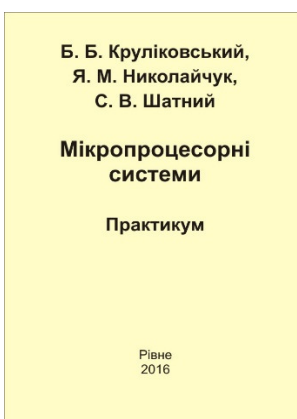 Б. Б. Круліковський,
Я. М. Николайчук,
С. В. Шатний
Мікропроцесорні
системи
Практикум
Рівне
2016